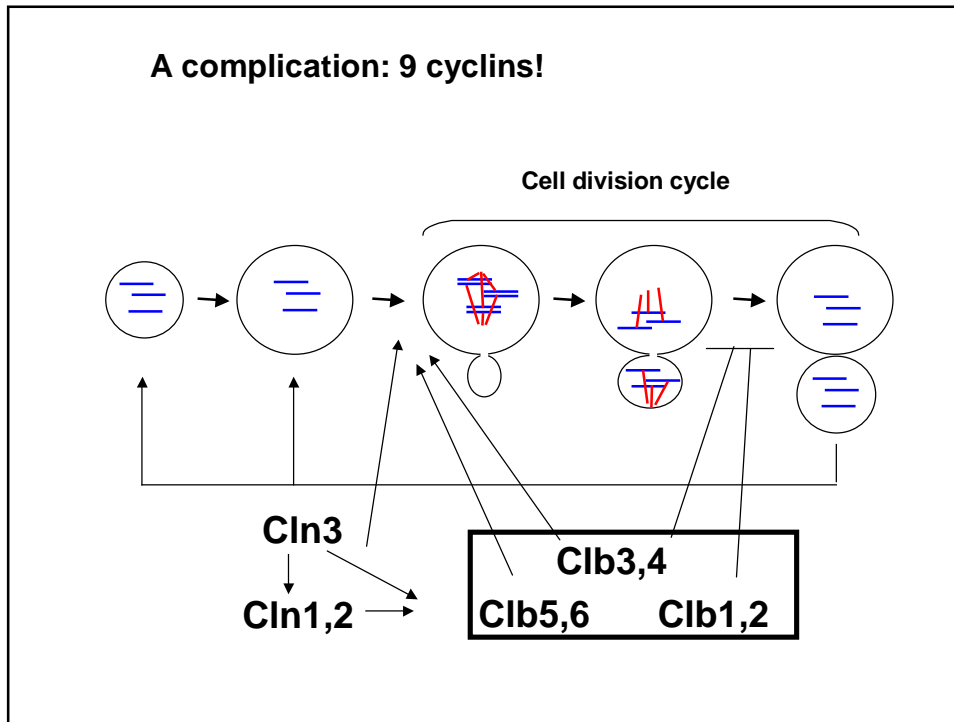 A complication: 9 cyclins!
Cell division cycle
Cln3
Clb3,4
Cln1,2
Clb5,6
Clb1,2